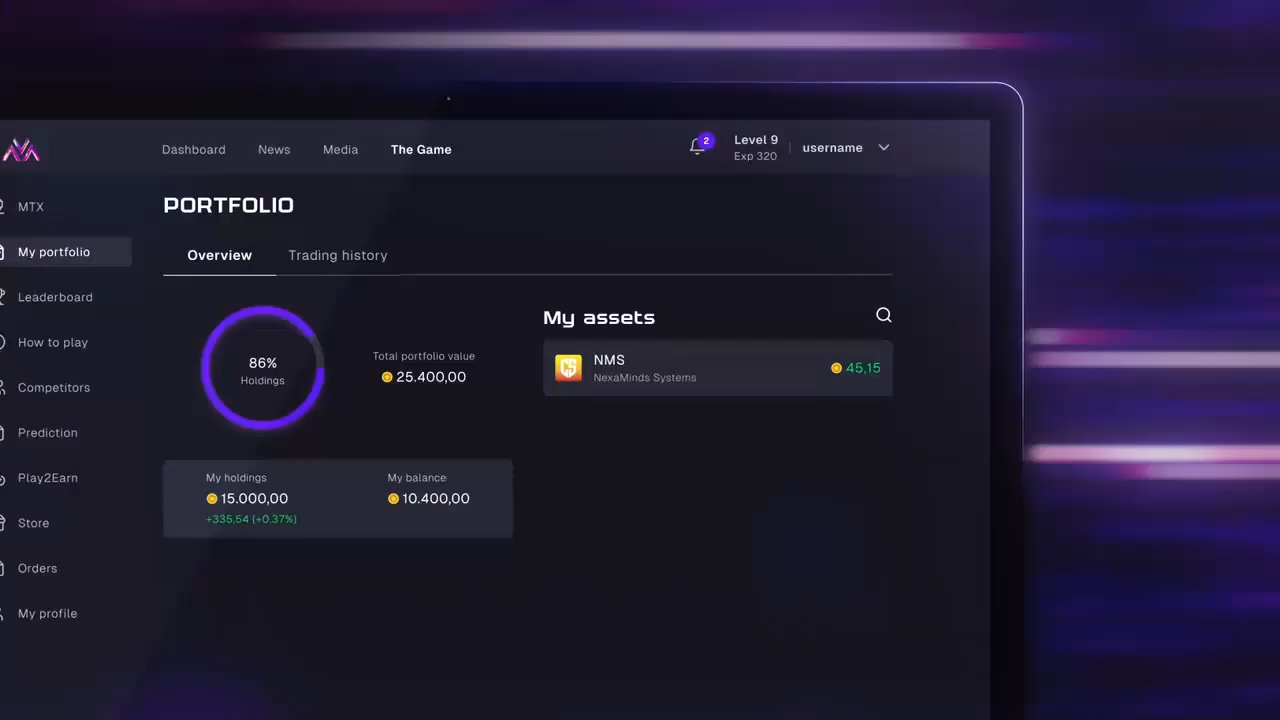 Dashboard
News
Media
The Game
2
Level 9
Exp 320
username
MTX
My portfolio
Leaderboard
How to play
Competitors
Prediction
Play2Earn
Store
Orders
My profile
PORTFOLIO
Overview
Trading history
86%
Holdings
Total portfolio value
25.400,00
My holdings
15.000,00
+335,54 (+0.37%)
My balance
10.400,00
My assets
NMS
NexaMinds Systems
45,15